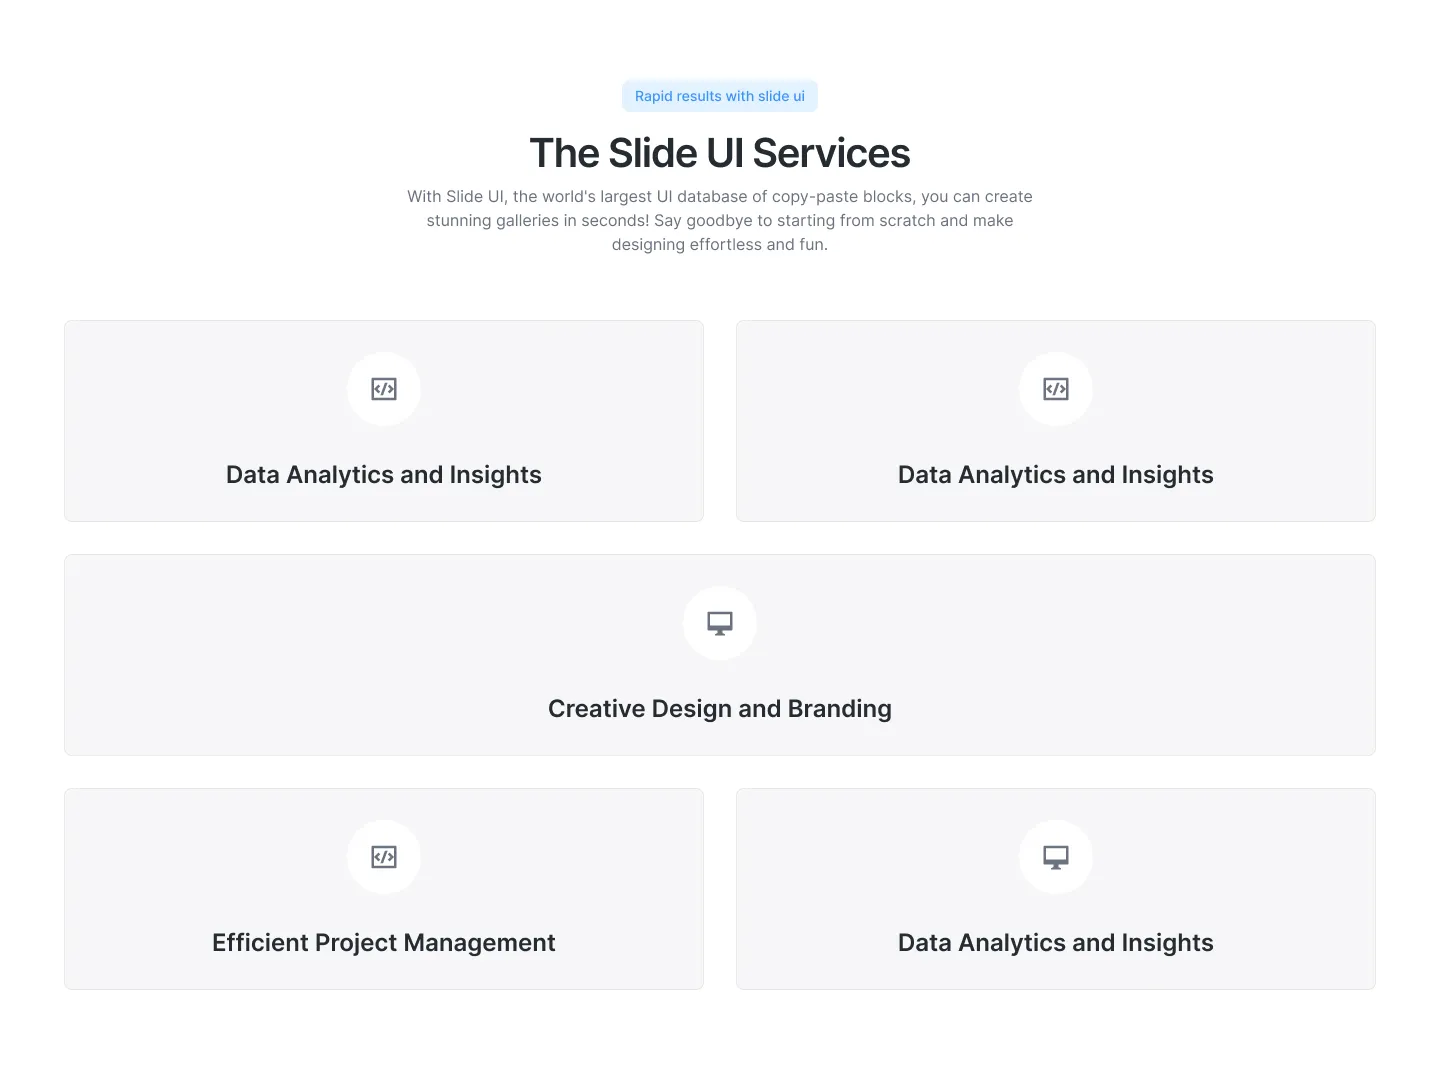 Rapid results with slide ui
The Slide UI Services
With Slide UI, the world's largest UI database of copy-paste blocks, you can create
stunning galleries in seconds! Say goodbye to starting from scratch and make
designing effortless and fun.
Data Analytics and Insights
Data Analytics and Insights
Creative Design and Branding
Efficient Project Management
Data Analytics and Insights